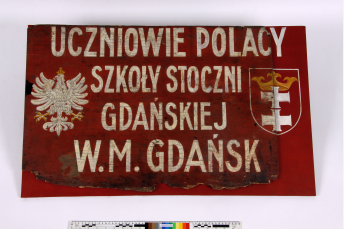 UCZNIOWIE POLACY
SZKOŁY STOCZNI
GDAŃSKIEJ
W.M. GDAŃSK